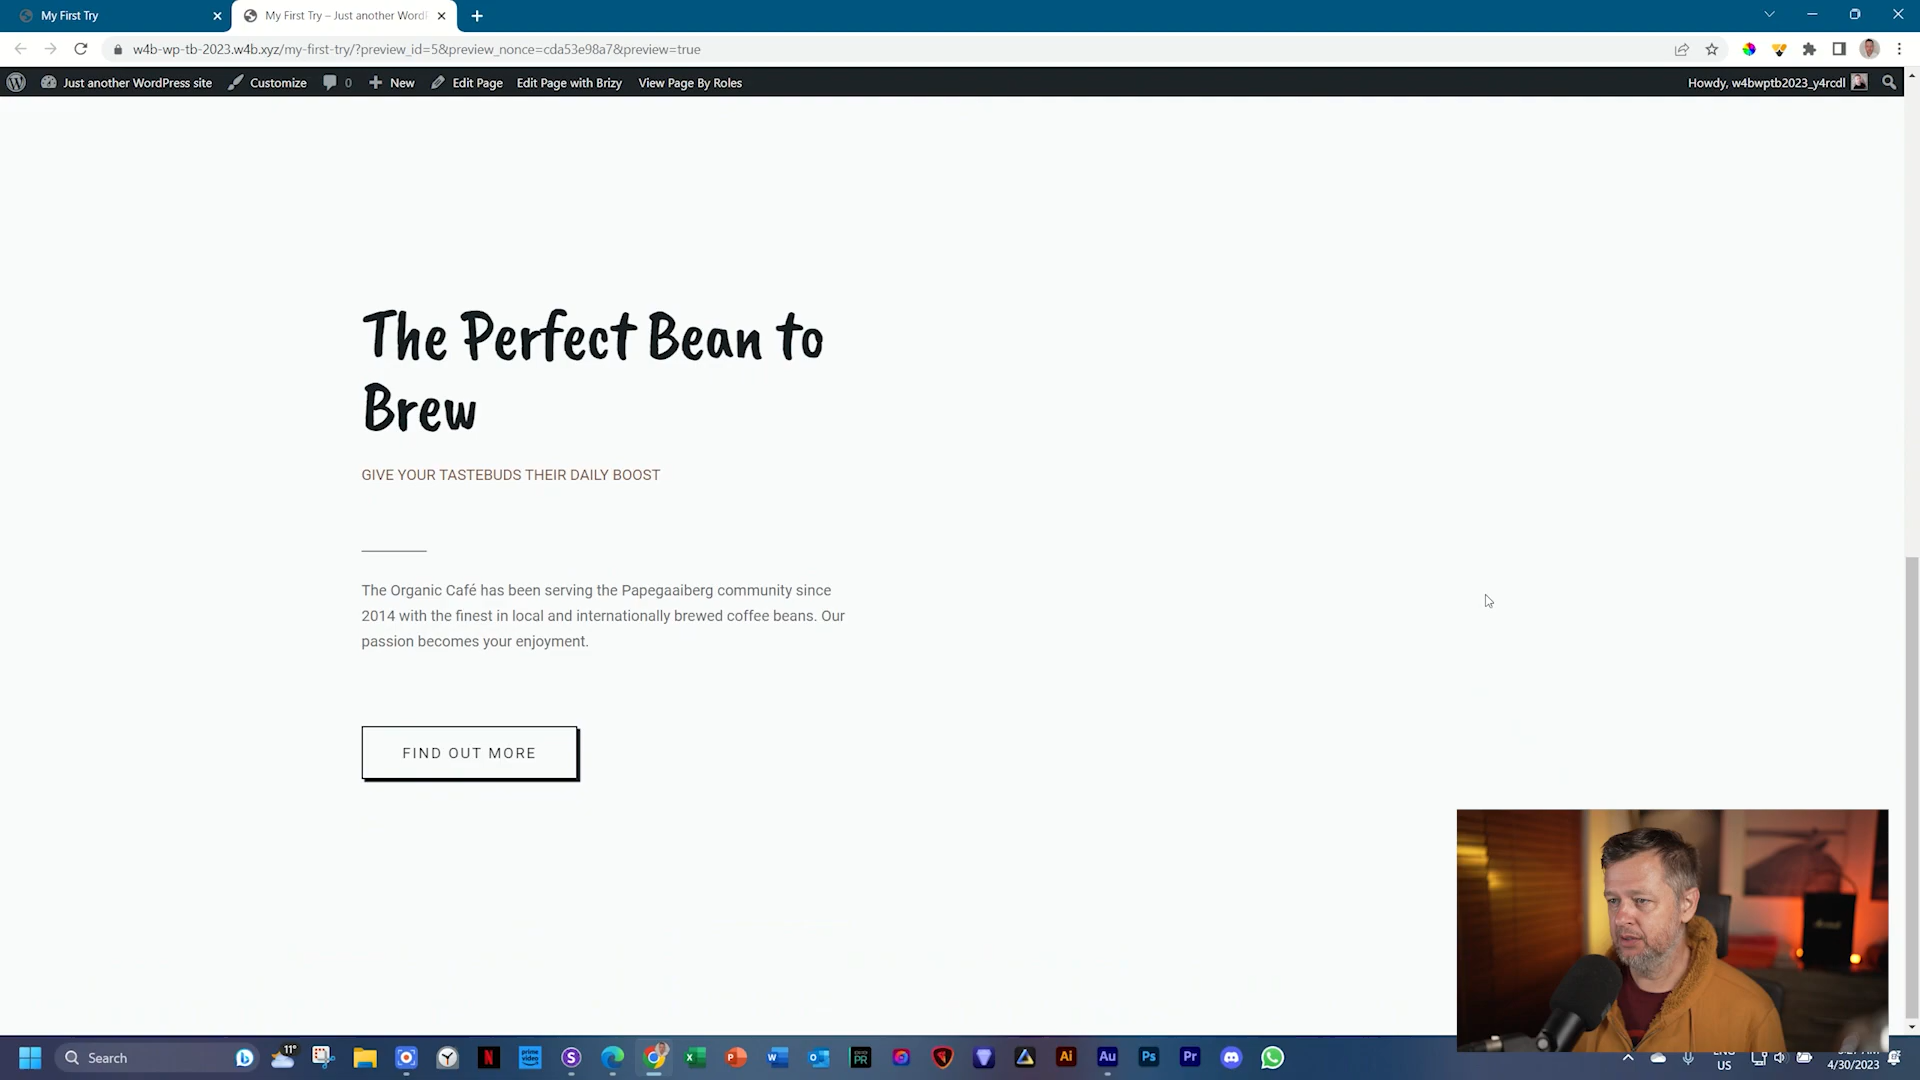 My First Try
My First Try – Just another Word
w4b-wp-tb-2023.w4b.xyz/my-first-try/?preview_id=5&preview_nonce=cda53e98a7&preview=true
Just another WordPress site
Customize
0
New
Edit Page
Edit Page with Brizy
View Page By Roles
Howdy, w4bwptb2023_y4rcdl
The Perfect Bean to
Brew
GIVE YOUR TASTEBUDS THEIR DAILY BOOST
The Organic Café has been serving the Papegaaiberg community since
2014 with the finest in local and internationally brewed coffee beans. Our
passion becomes your enjoyment.
FIND OUT MORE
Search
11°
US
4/30/2023